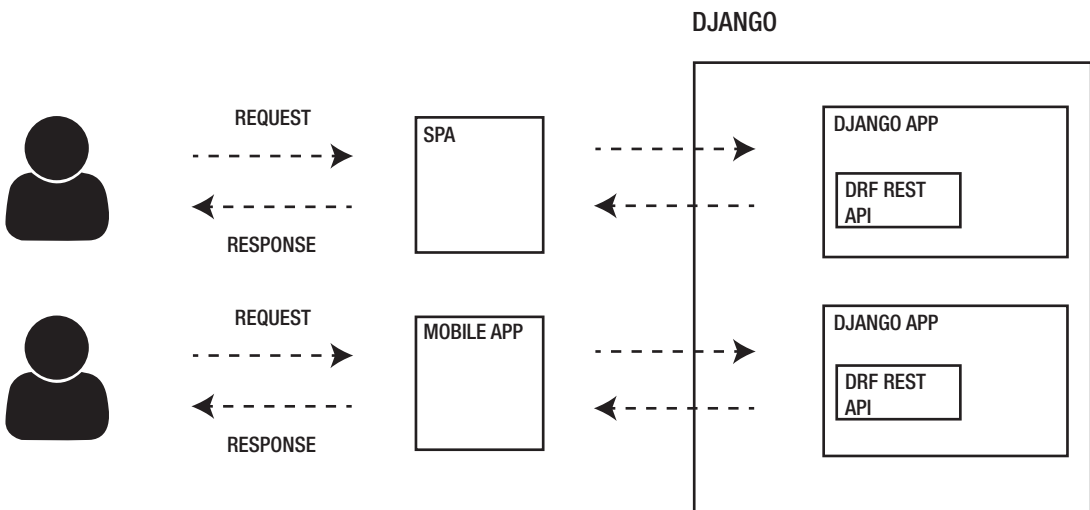 DJANGO
REQUEST
SPA
DJANGO APP
DRF REST
API
RESPONSE
REQUEST
MOBILE APP
DJANGO APP
DRF REST
API
RESPONSE